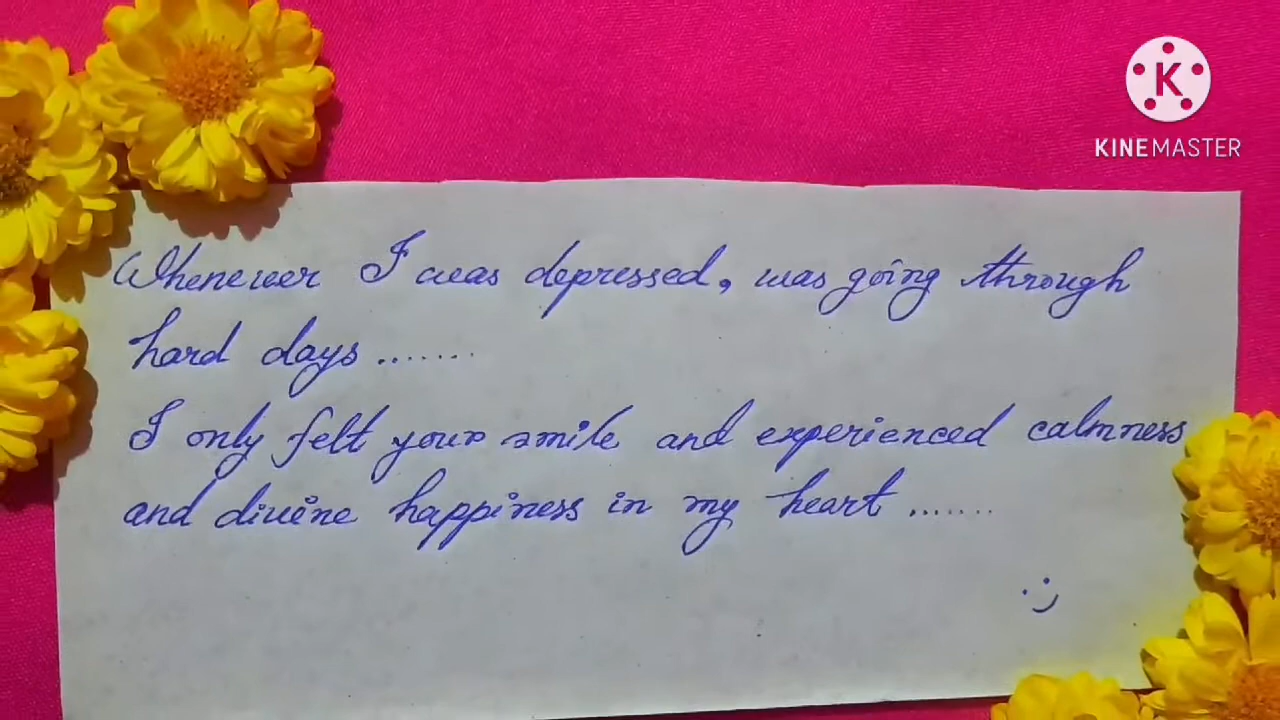 K
KINEMASTER
Whenever I was depressed, was going through
hard days .......
I only felt your smile and experienced calmness
and divine happiness in my heart .......
:)